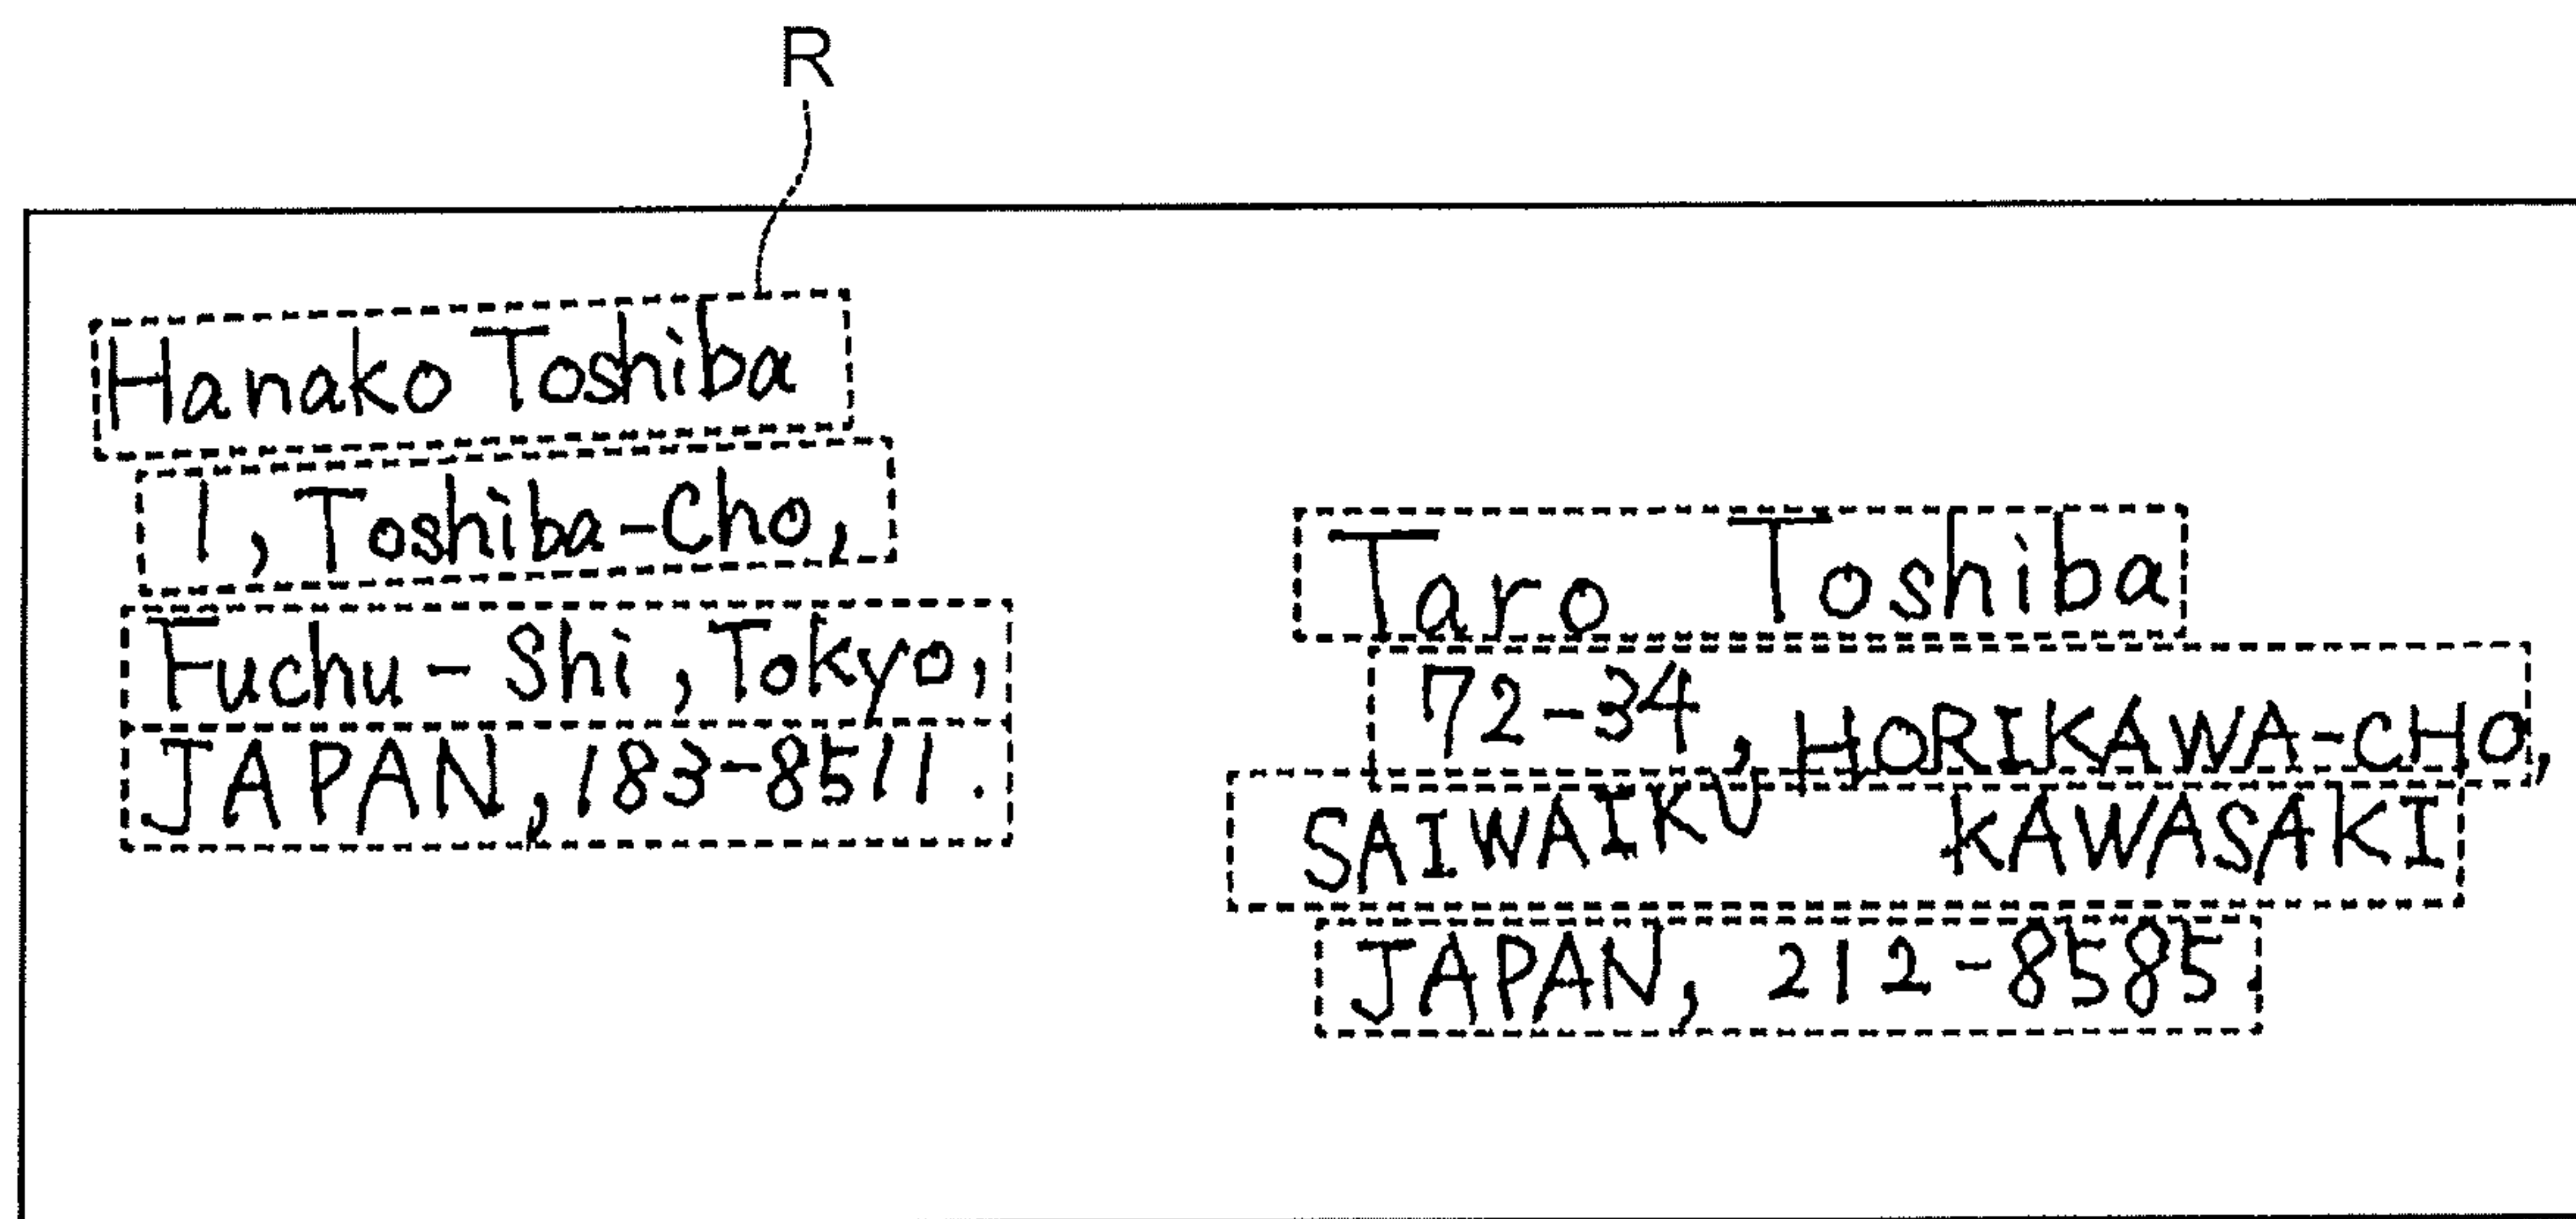 R
Hanako Toshiba
1, Toshiba-Cho,
Fuchu-Shi, Tokyo,
JAPAN, 183-8511.
Taro Toshiba
72-34, HORIKAWA-CHO,
SAIWAIKU KAWASAKI
JAPAN, 212-8585.